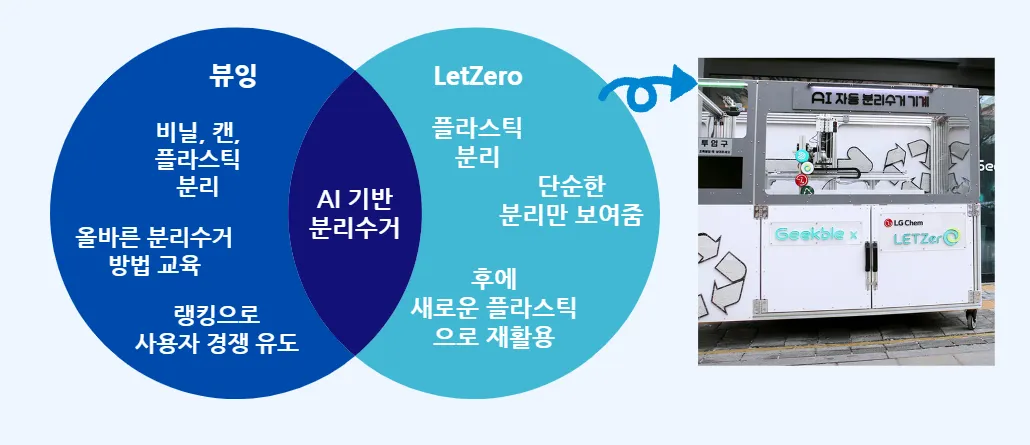 뷰잉
비닐, 캔,
플라스틱
분리
올바른 분리수거
방법 교육
랭킹으로
사용자 경쟁 유도
AI 기반
분리수거
LetZero
플라스틱
분리
단순한
분리만 보여줌
후에
새로운 플라스틱
으로 재활용
AI 자동 분리수거 기계
투입구
Geekble x
LG Chem
LETZero